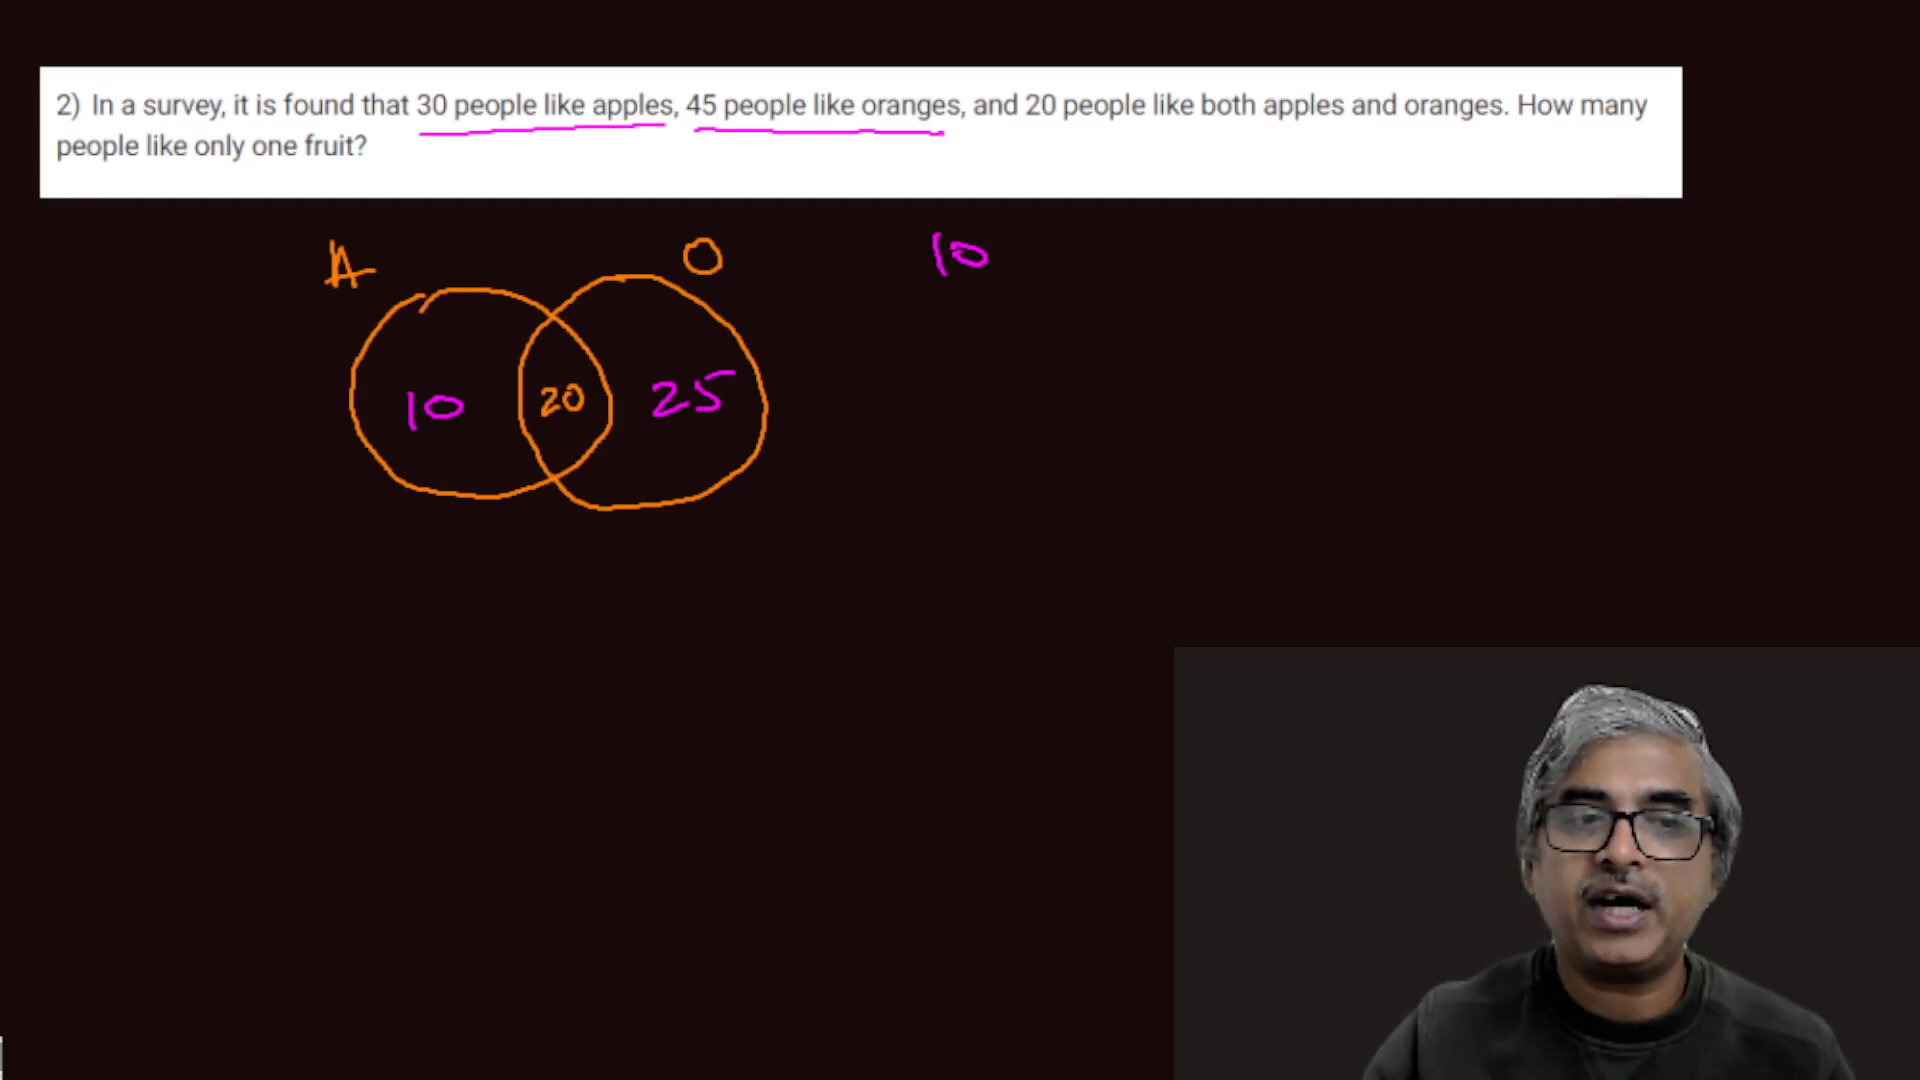 2) In a survey, it is found that 30 people like apples, 45 people like oranges, and 20 people like both apples and oranges. How many
people like only one fruit?
A O 10
10 20 25